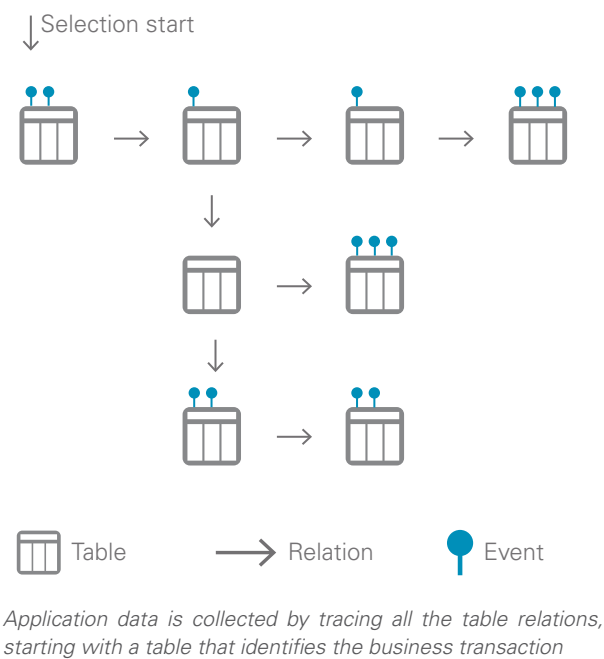 Selection start
Table
Relation
Event
Application data is collected by tracing all the table relations,
starting with a table that identifies the business transaction